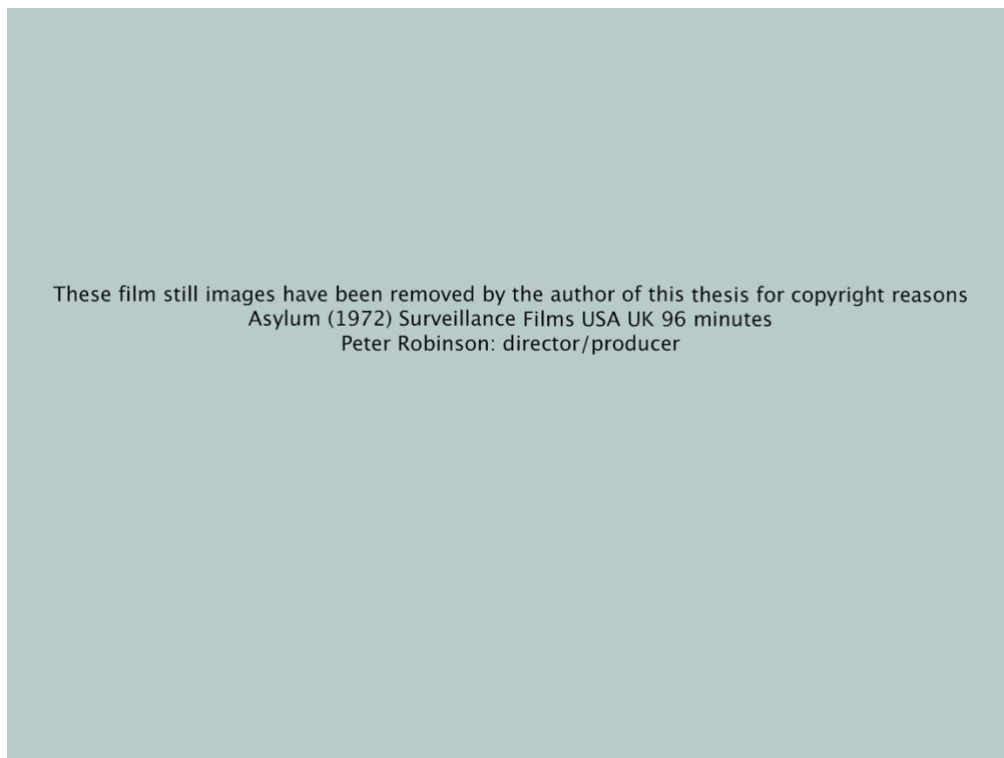 These film still images have been removed by the author of this thesis for copyright reasons
Asylum (1972) Surveillance Films USA UK 96 minutes
Peter Robinson: director/producer